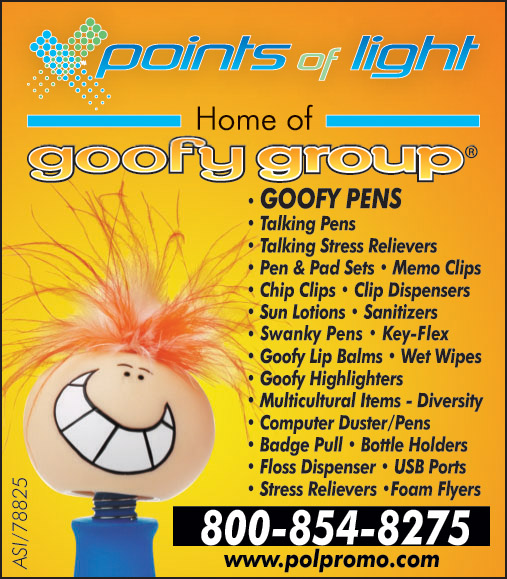 points of light
Home of
goofy group®
• GOOFY PENS
• Talking Pens
• Talking Stress Relievers
• Pen & Pad Sets • Memo Clips
• Chip Clips • Clip Dispensers
• Sun Lotions • Sanitizers
• Swanky Pens • Key-Flex
• Goofy Lip Balms • Wet Wipes
• Goofy Highlighters
• Multicultural Items - Diversity
• Computer Duster/Pens
• Badge Pull • Bottle Holders
• Floss Dispenser • USB Ports
• Stress Relievers •Foam Flyers
ASI/78825
800-854-8275
www.polpromo.com